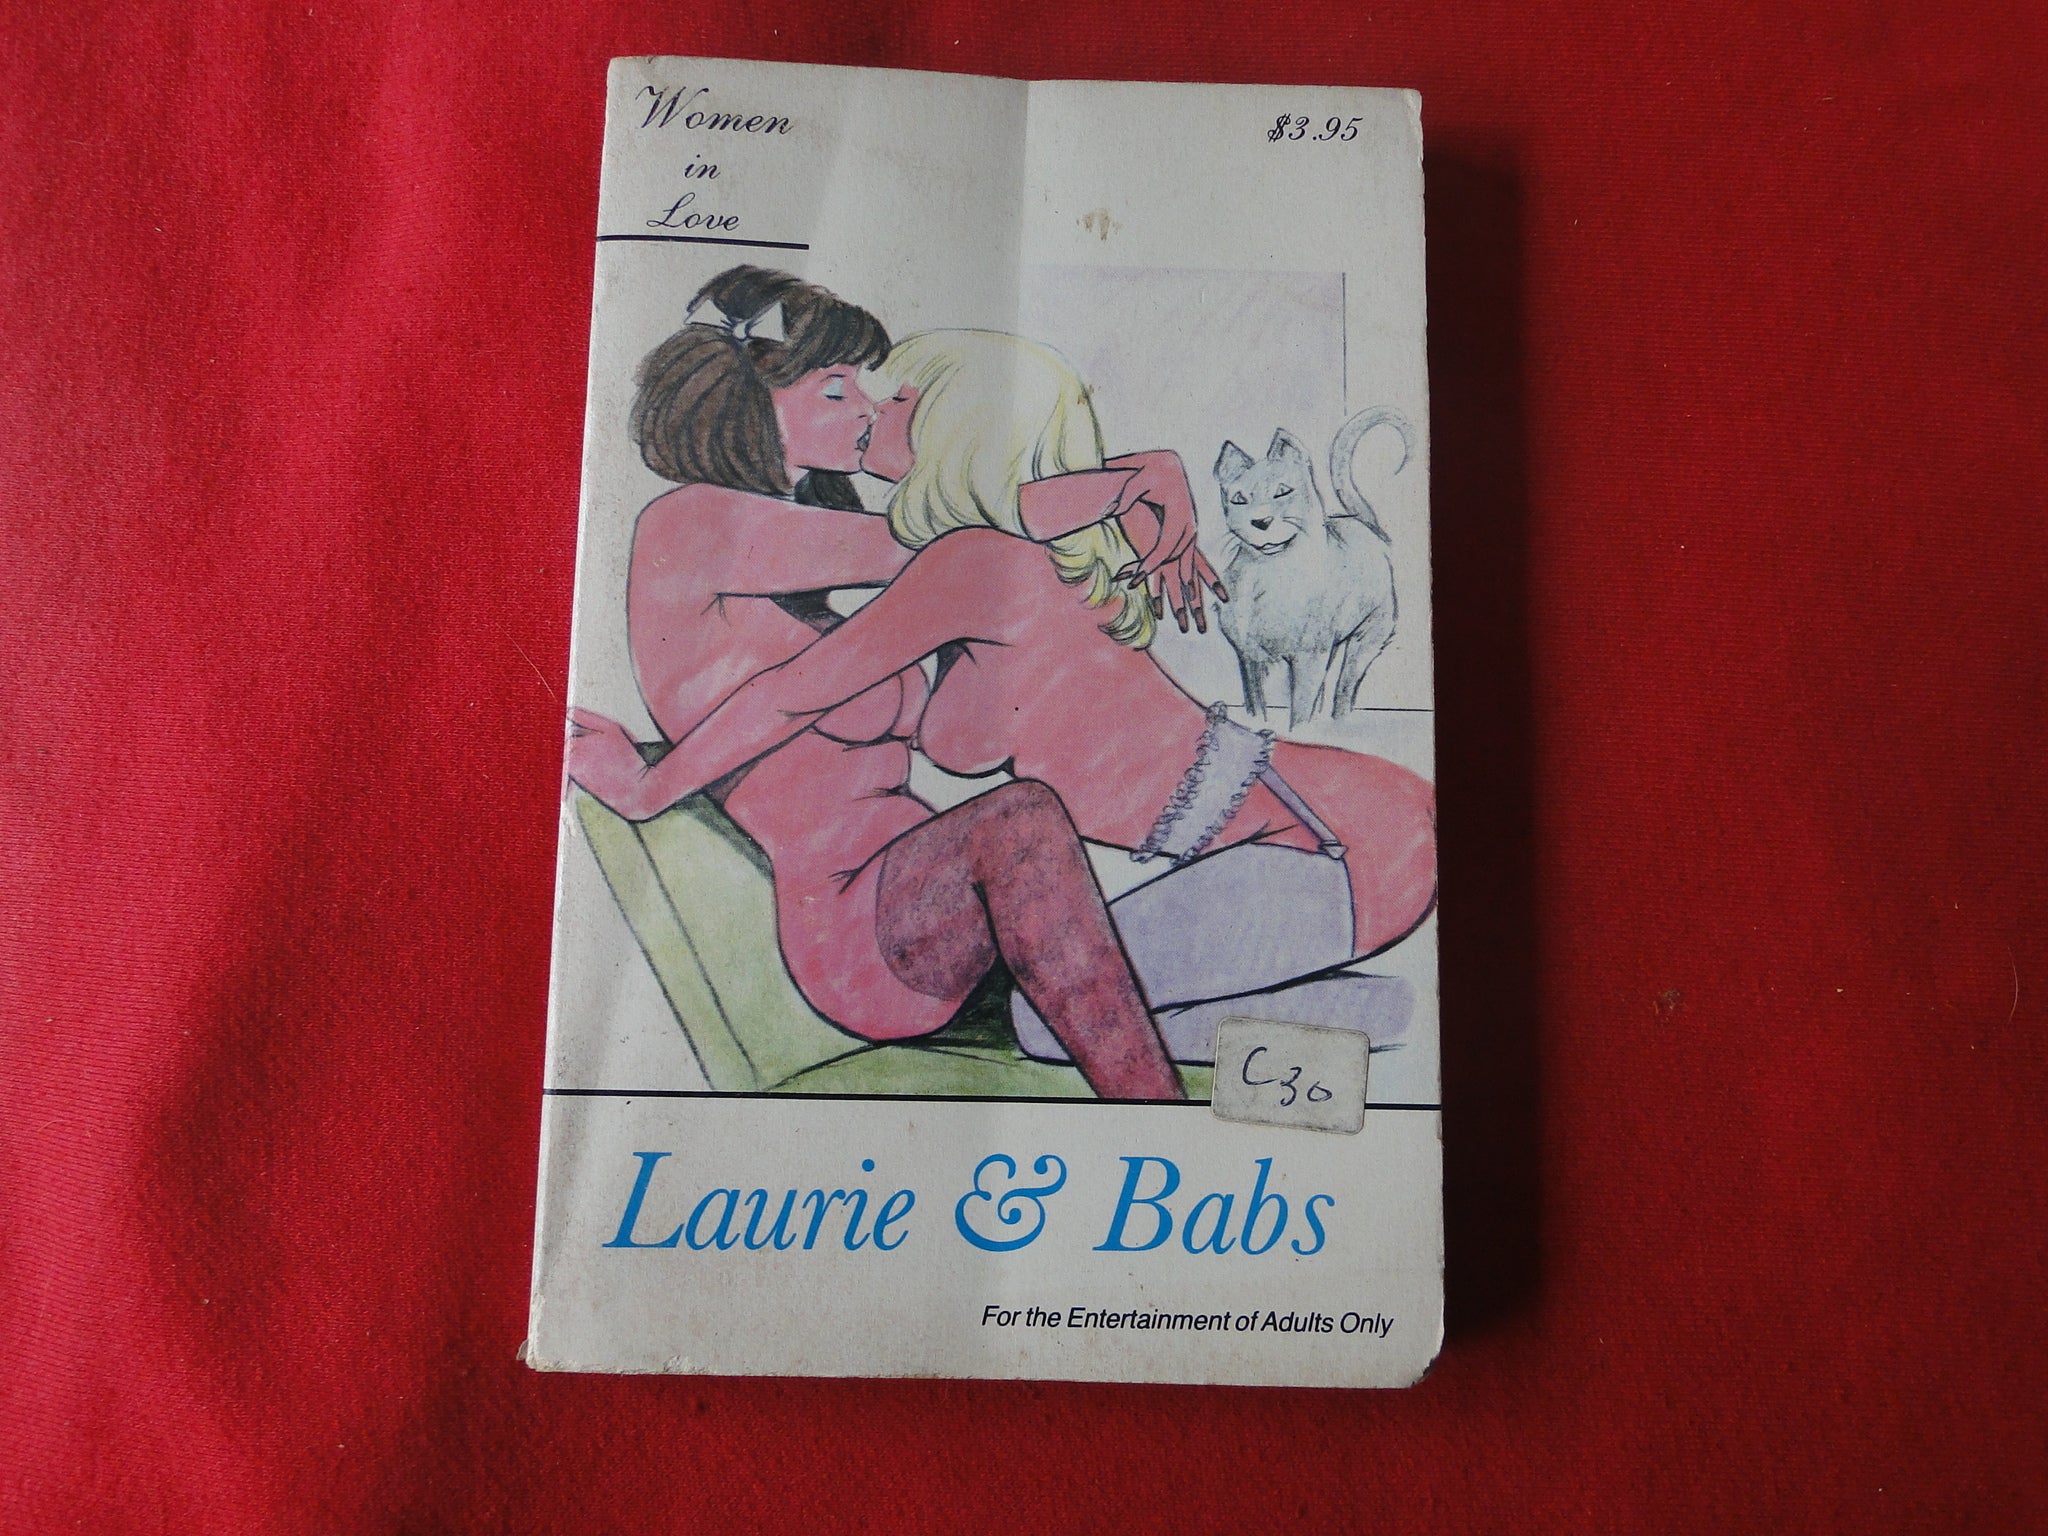 Women
in
Love
$3.95
C30
Laurie & Babs
For the Entertainment of Adults Only